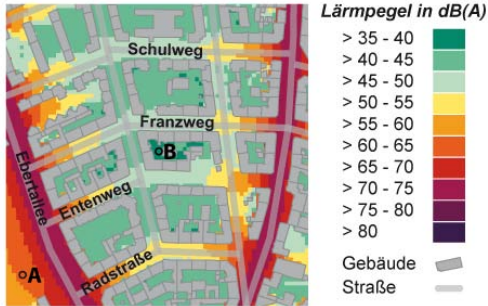 Lärmpegel in dB(A)
> 35 - 40
> 40 - 45
> 45 - 50
> 50 - 55
> 55 - 60
> 60 - 65
> 65 - 70
> 70 - 75
> 75 - 80
> 80
Gebäude
Straße
Schulweg
Franzweg
B
Ebertallee
Entenweg
Radstraße
A